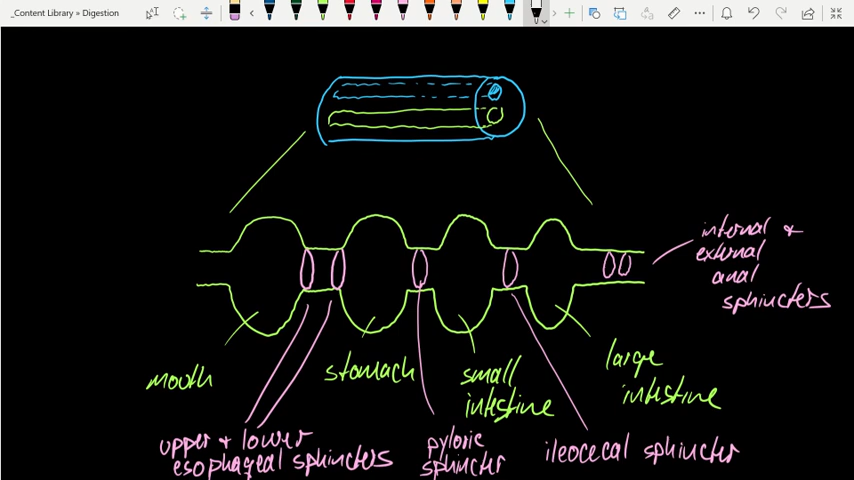 _Content Library » Digestion
internal +
external
anal
sphincters
mouth
stomach
small
intestine
large
intestine
upper + lower
esophageal sphincters
pyloric
sphincter
ileocecal sphincter